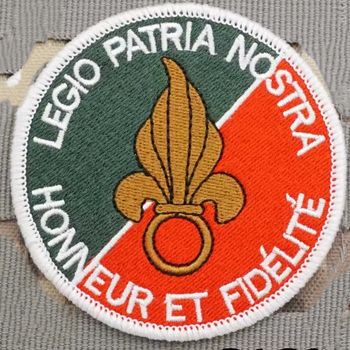 LEGIO PATRIA NOSTRA
HONNEUR ET FIDÉLITÉ